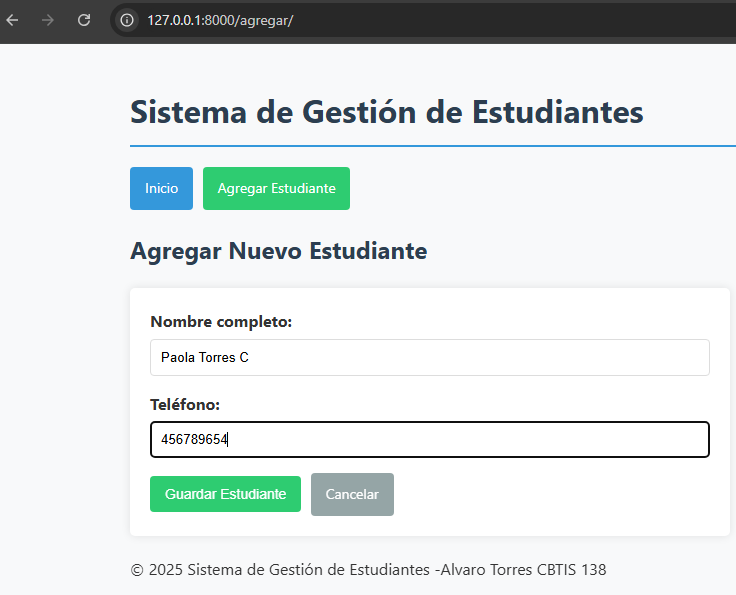 127.0.0.1:8000/agregar/
Sistema de Gestión de Estudiantes
Inicio Agregar Estudiante
Agregar Nuevo Estudiante
Nombre completo:
Paola Torres C
Teléfono:
456789654
Guardar Estudiante Cancelar
© 2025 Sistema de Gestión de Estudiantes -Alvaro Torres CBTIS 138